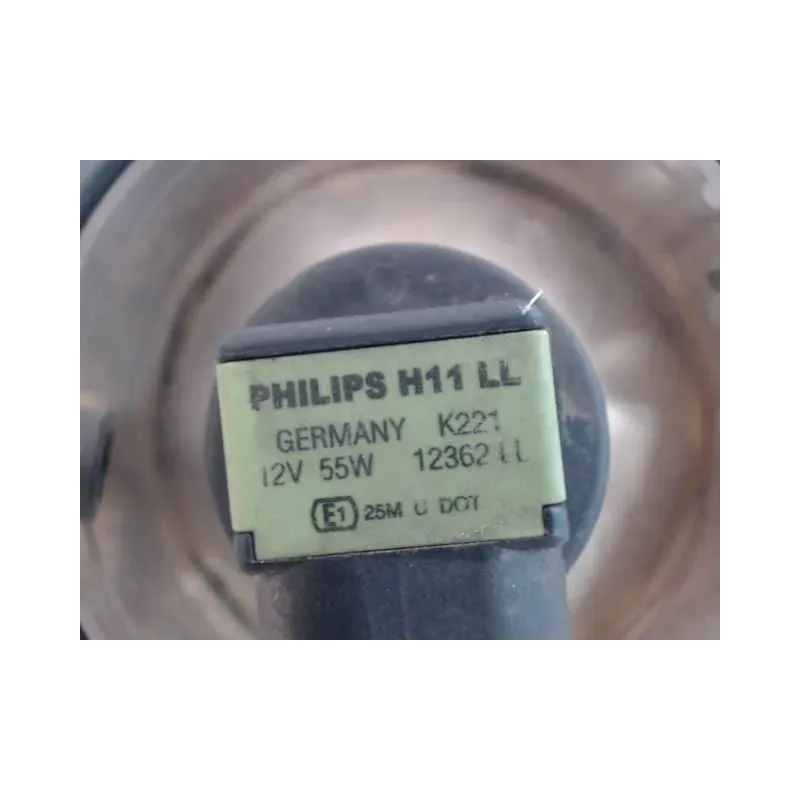 PHILIPS H11 LL
GERMANY K221
12V 55W 12362 LL
E1 25M U DOT